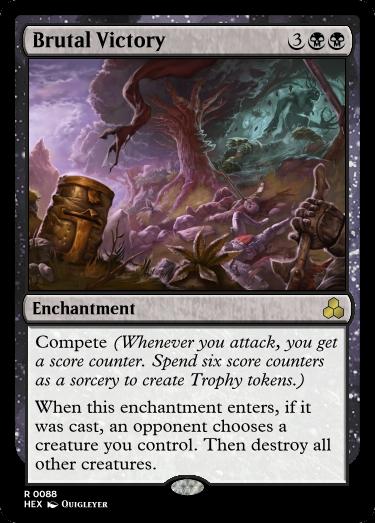 Brutal Victory 3
Enchantment
Compete (Whenever you attack, you get
a score counter. Spend six score counters
as a sorcery to create Trophy tokens.)
When this enchantment enters, if it
was cast, an opponent chooses a
creature you control. Then destroy all
other creatures.
R 0088
HEX Quigleyer